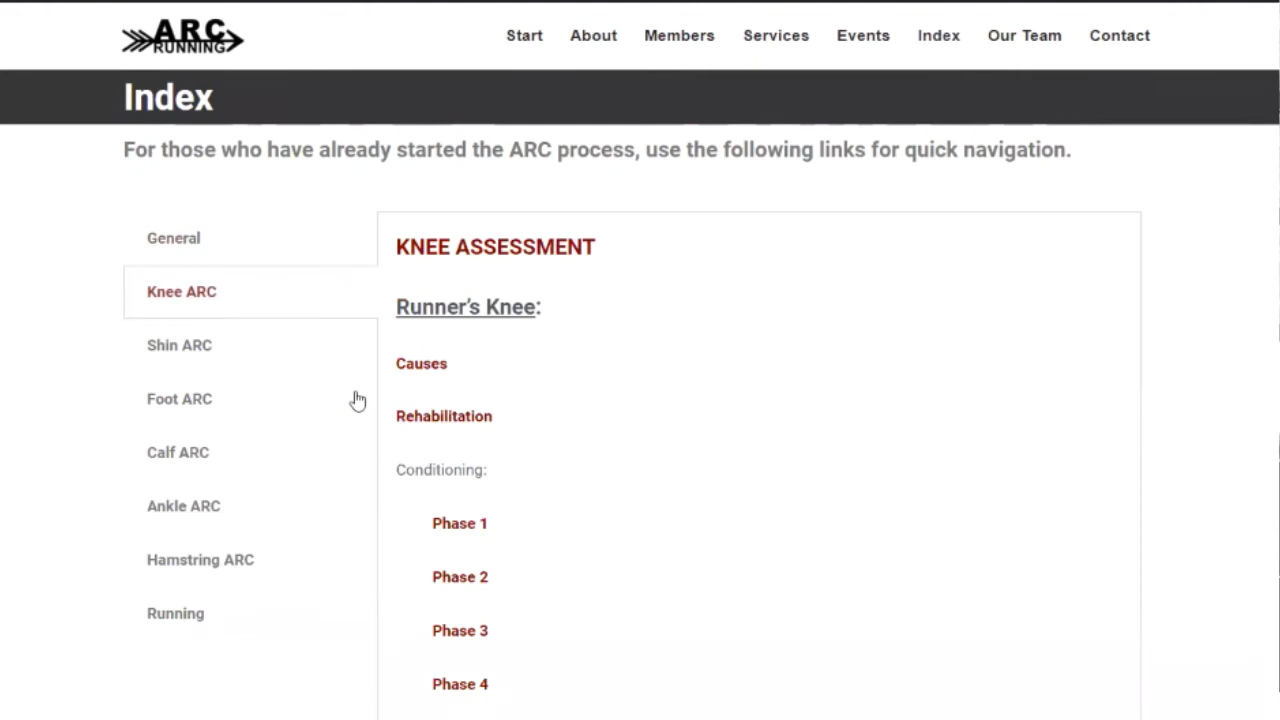 ARC
RUNNING
Start About Members Services Events Index Our Team Contact
Index
For those who have already started the ARC process, use the following links for quick navigation.
General
Knee ARC
Shin ARC
Foot ARC
Calf ARC
Ankle ARC
Hamstring ARC
Running
KNEE ASSESSMENT
Runner’s Knee:
Causes
Rehabilitation
Conditioning:
Phase 1
Phase 2
Phase 3
Phase 4